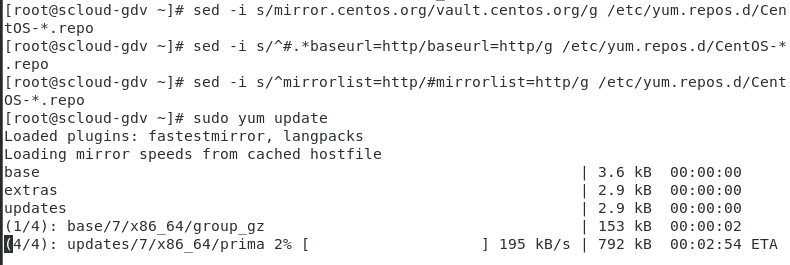 [root@scloud-gdv ~]# sed -i s/mirror.centos.org/vault.centos.org/g /etc/yum.repos.d/Cen
tOS-*.repo
[root@scloud-gdv ~]# sed -i s/^#.*baseurl=http/baseurl=http/g /etc/yum.repos.d/CentOS-*
.repo
[root@scloud-gdv ~]# sed -i s/^mirrorlist=http/#mirrorlist=http/g /etc/yum.repos.d/Cent
OS-*.repo
[root@scloud-gdv ~]# sudo yum update
Loaded plugins: fastestmirror, langpacks
Loading mirror speeds from cached hostfile
base | 3.6 kB 00:00:00
extras | 2.9 kB 00:00:00
updates | 2.9 kB 00:00:00
(1/4): base/7/x86_64/group_gz | 153 kB 00:00:02
(4/4): updates/7/x86_64/prima 2% [ ] 195 kB/s | 792 kB 00:02:54 ETA